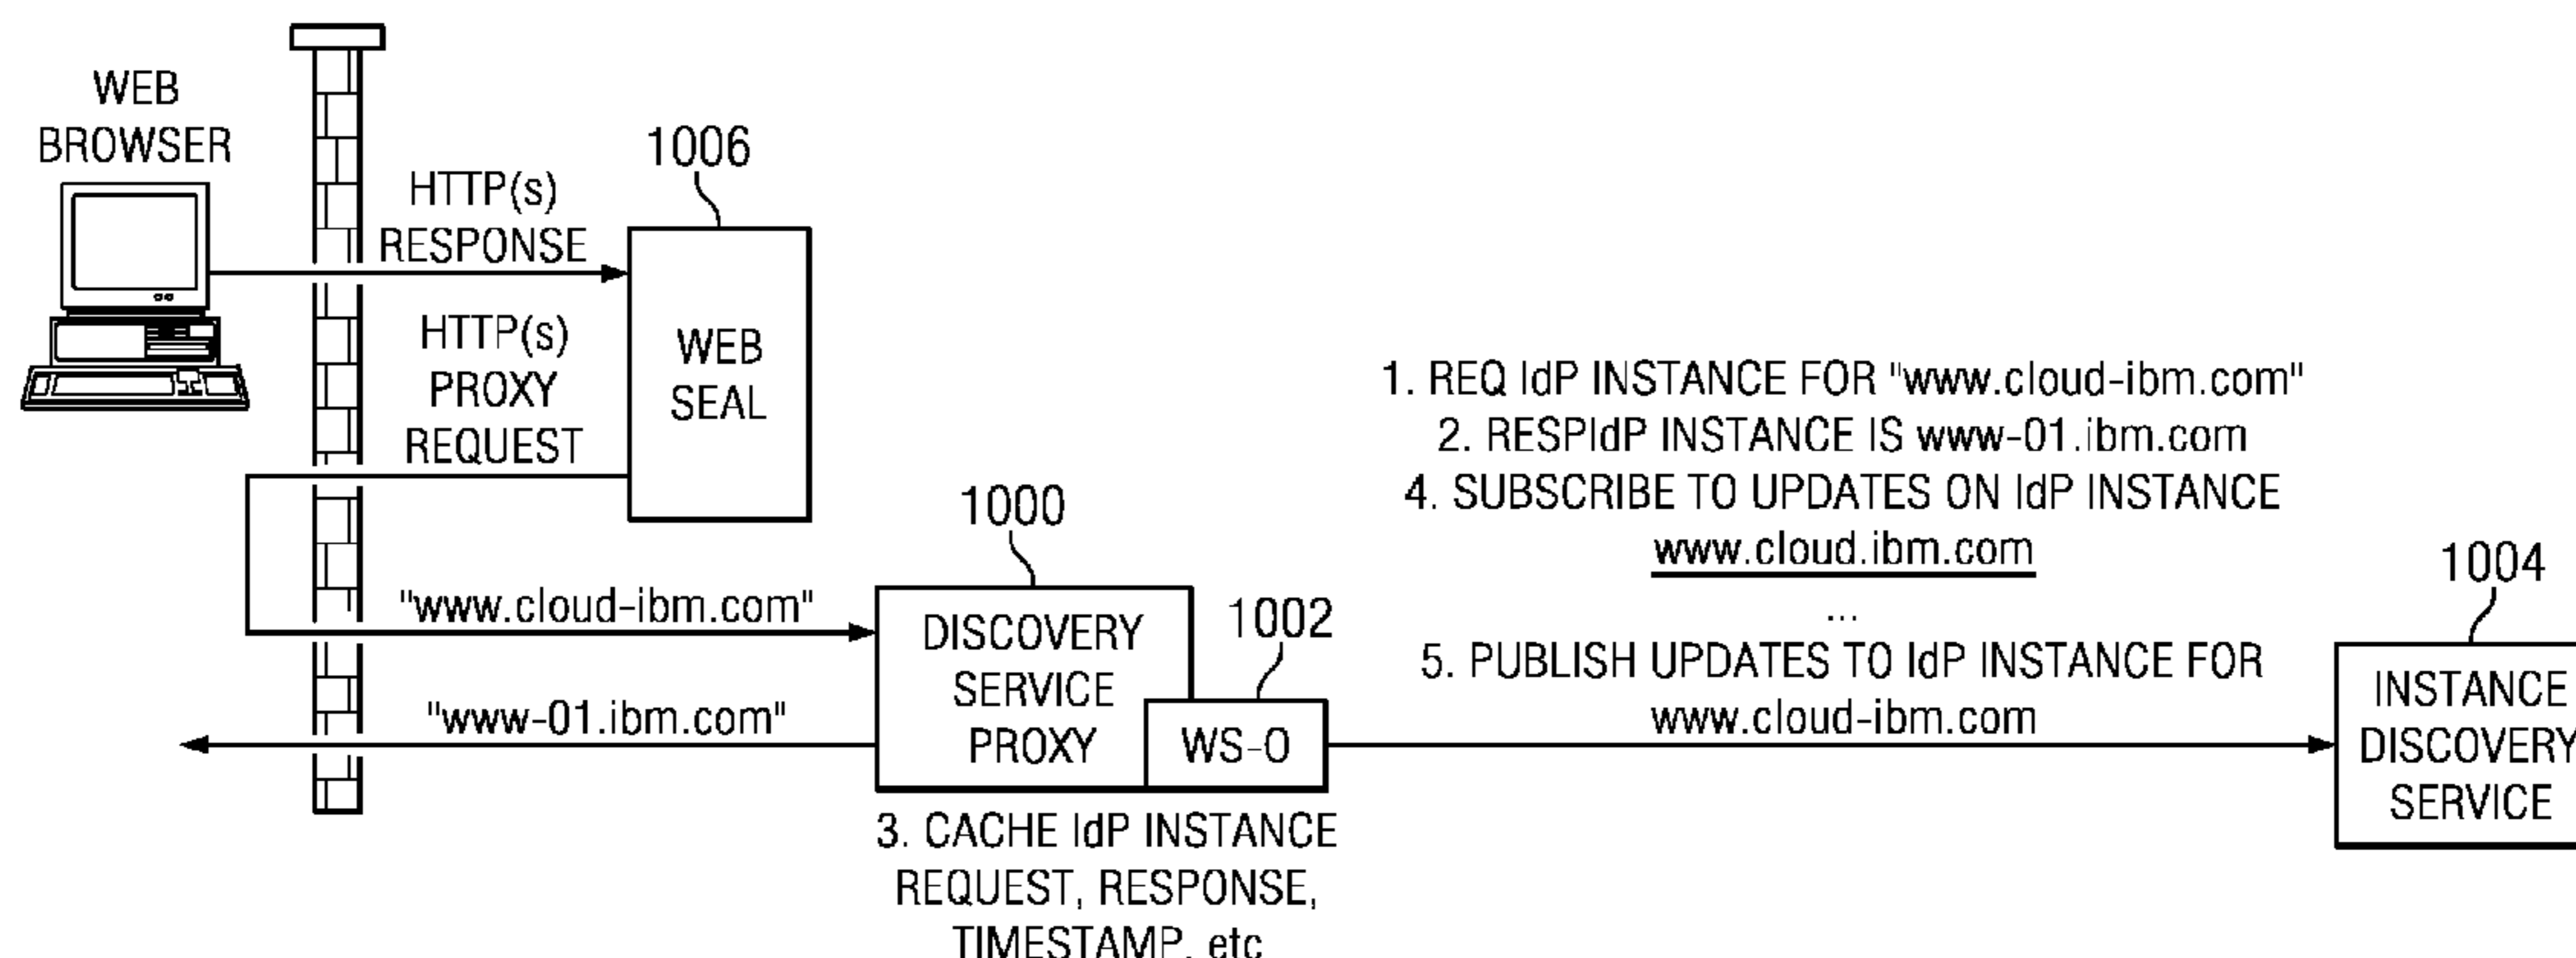 WEB
BROWSER
1006
HTTP(s)
RESPONSE
HTTP(s)
PROXY
REQUEST
WEB
SEAL
1. REQ IdP INSTANCE FOR "www.cloud-ibm.com"
2. RESPIdP INSTANCE IS www-01.ibm.com
4. SUBSCRIBE TO UPDATES ON IdP INSTANCE
www.cloud.ibm.com
...
5. PUBLISH UPDATES TO IdP INSTANCE FOR
www.cloud-ibm.com
1000
"www.cloud-ibm.com"
"www-01.ibm.com"
DISCOVERY
SERVICE
PROXY
1002
WS-O
1004
INSTANCE
DISCOVERY
SERVICE
3. CACHE IdP INSTANCE
REQUEST, RESPONSE,
TIMESTAMP, etc